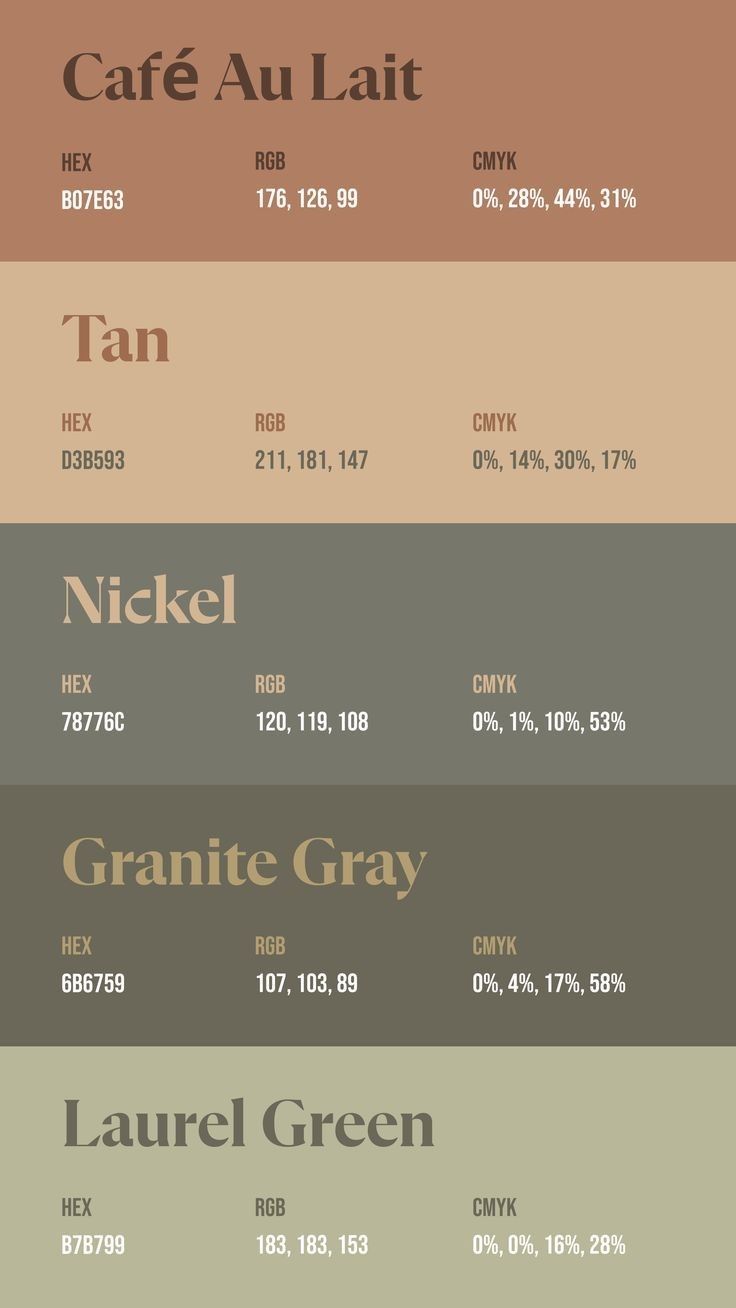 Café Au Lait
HEX RGB CMYK
B07E63 176, 126, 99 0%, 28%, 44%, 31%
Tan
HEX RGB CMYK
D3B593 211, 181, 147 0%, 14%, 30%, 17%
Nickel
HEX RGB CMYK
78776C 120, 119, 108 0%, 1%, 10%, 53%
Granite Gray
HEX RGB CMYK
6B6759 107, 103, 89 0%, 4%, 17%, 58%
Laurel Green
HEX RGB CMYK
B7B799 183, 183, 153 0%, 0%, 16%, 28%